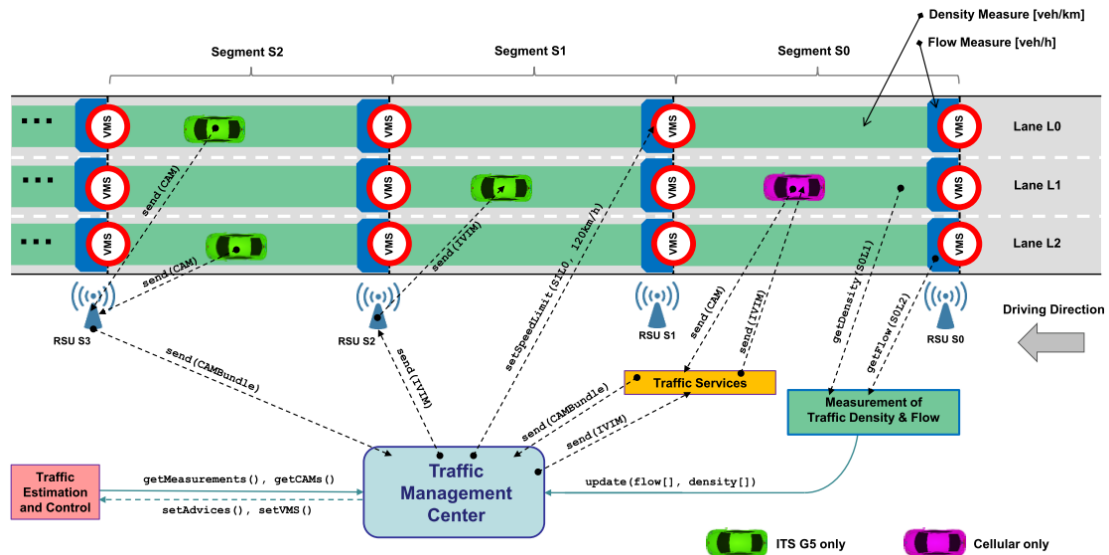 Density Measure [veh/km]
Flow Measure [veh/h]
Segment S2
Segment S1
Segment S0
VMS
VMS
VMS
VMS
Lane L0
VMS
VMS
VMS
VMS
Lane L1
VMS
VMS
VMS
VMS
Lane L2
send(CAM)
send(CAM)
send(IVIM)
setSpeedLimit(S1L0, 120km/h)
send(CAM)
send(IVIM)
getDensity(S0L1)
getFlow(S0L2)
RSU S3
RSU S2
RSU S1
RSU S0
Driving Direction
send(CAMBundle)
send(IVIM)
send(CAMBundle)
send(IVIM)
Traffic Services
Measurement of
Traffic Density & Flow
Traffic
Estimation
and Control
getMeasurements(), getCAMs()
setAdvices(), setVMS()
Traffic
Management
Center
update(flow[], density[])
ITS G5 only
Cellular only